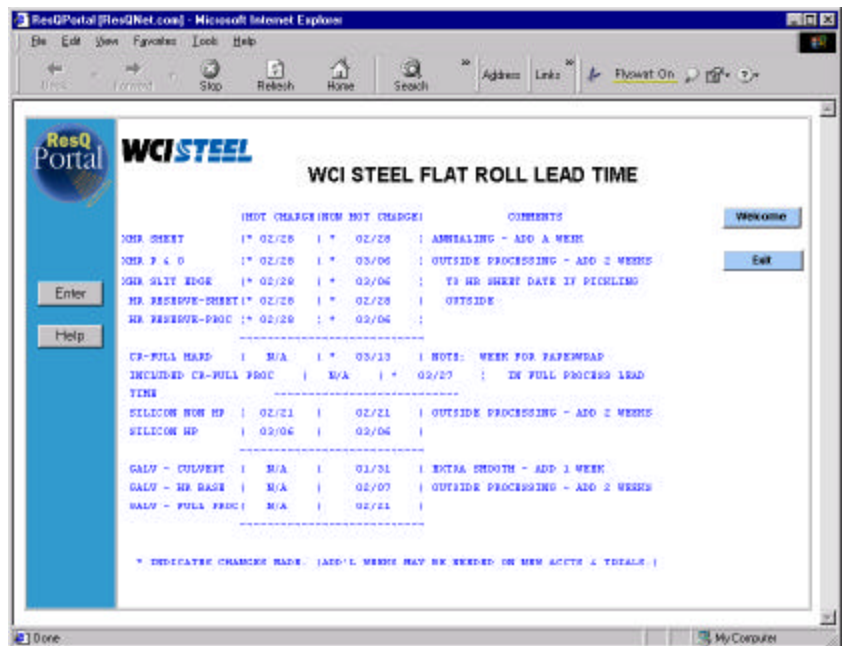 ResQPortal [ResQNet.com] - Microsoft Internet Explorer
File Edit View Favorites Tools Help
Back Forward Stop Refresh Home Search » Address Links » Flyswat On
ResQ
Portal
WCI STEEL
WCI STEEL FLAT ROLL LEAD TIME
Welcome
Exit
Enter
Help
|HOT CHARGE|NON HOT CHARGE| COMMENTS
XHR SHEET |* 02/28 | * 02/28 | ANNEALING - ADD A WEEK
XHR P & O |* 02/28 | * 03/06 | OUTSIDE PROCESSING - ADD 2 WEEKS
XHR SLIT EDGE |* 02/28 | * 03/06 | TO HR SHEET DATE IF PICKLING
HR RESERVE-SHEET|* 02/28 | * 02/28 | OUTSIDE
HR RESERVE-PROC |* 02/28 | * 03/06 |
------------------------------
CR-FULL HARD | N/A | * 03/13 | NOTE: WEEK FOR PAPERWRAP
INCLUDED CR-FULL PROC | N/A | * 03/27 | IN FULL PROCESS LEAD
TIME ------------------------------
SILICON NON HP | 02/21 | 02/21 | OUTSIDE PROCESSING - ADD 2 WEEKS
SILICON HP | 03/06 | 03/06 |
------------------------------
GALV - CULVERT | N/A | 01/31 | EXTRA SMOOTH - ADD 1 WEEK
GALV - HR BASE | N/A | 02/07 | OUTSIDE PROCESSING - ADD 2 WEEKS
GALV - FULL PROC| N/A | 02/21 |
------------------------------
* INDICATES CHANGES MADE. (ADD'L WEEKS MAY BE NEEDED ON NEW ACCTS & TRIALS.)
Done
My Computer